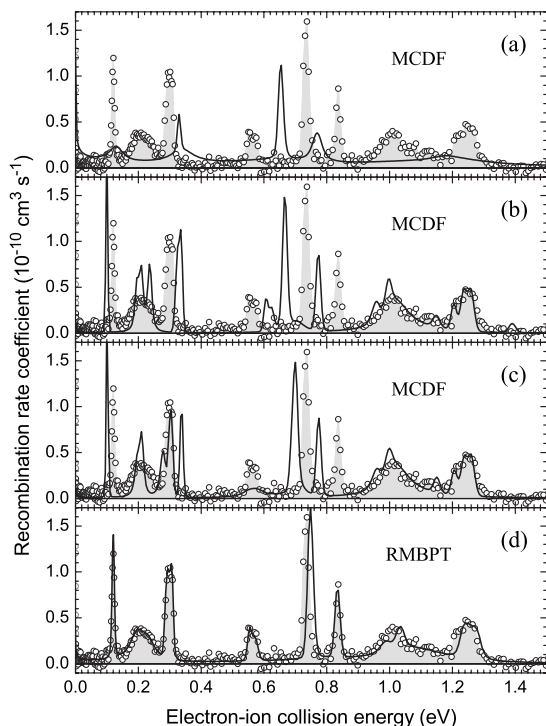 (a)
MCDF
1.5
1.0
0.5
0.0
(b)
MCDF
1.5
1.0
0.5
0.0
(c)
MCDF
1.5
1.0
0.5
0.0
(d)
RMBPT
1.5
1.0
0.5
0.0
Recombination rate coefficient (10⁻¹⁰ cm³ s⁻¹)
0.0 0.2 0.4 0.6 0.8 1.0 1.2 1.4
Electron-ion collision energy (eV)